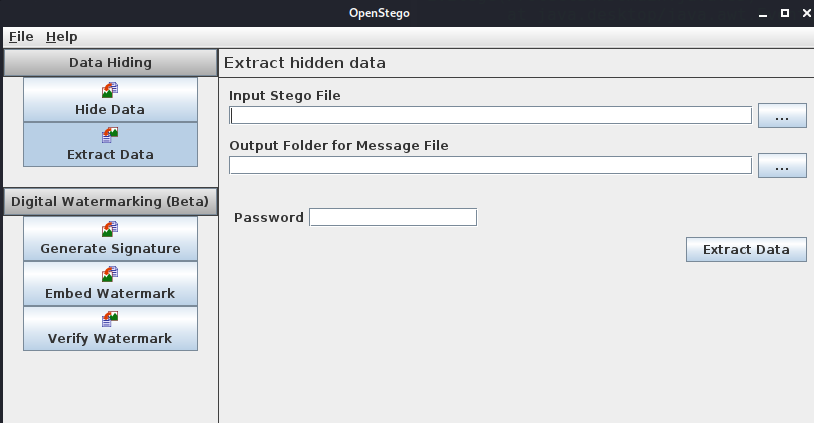 OpenStego
File Help
Data Hiding
Hide Data
Extract Data
Digital Watermarking (Beta)
Generate Signature
Embed Watermark
Verify Watermark
Extract hidden data
Input Stego File
...
Output Folder for Message File
...
Password
Extract Data